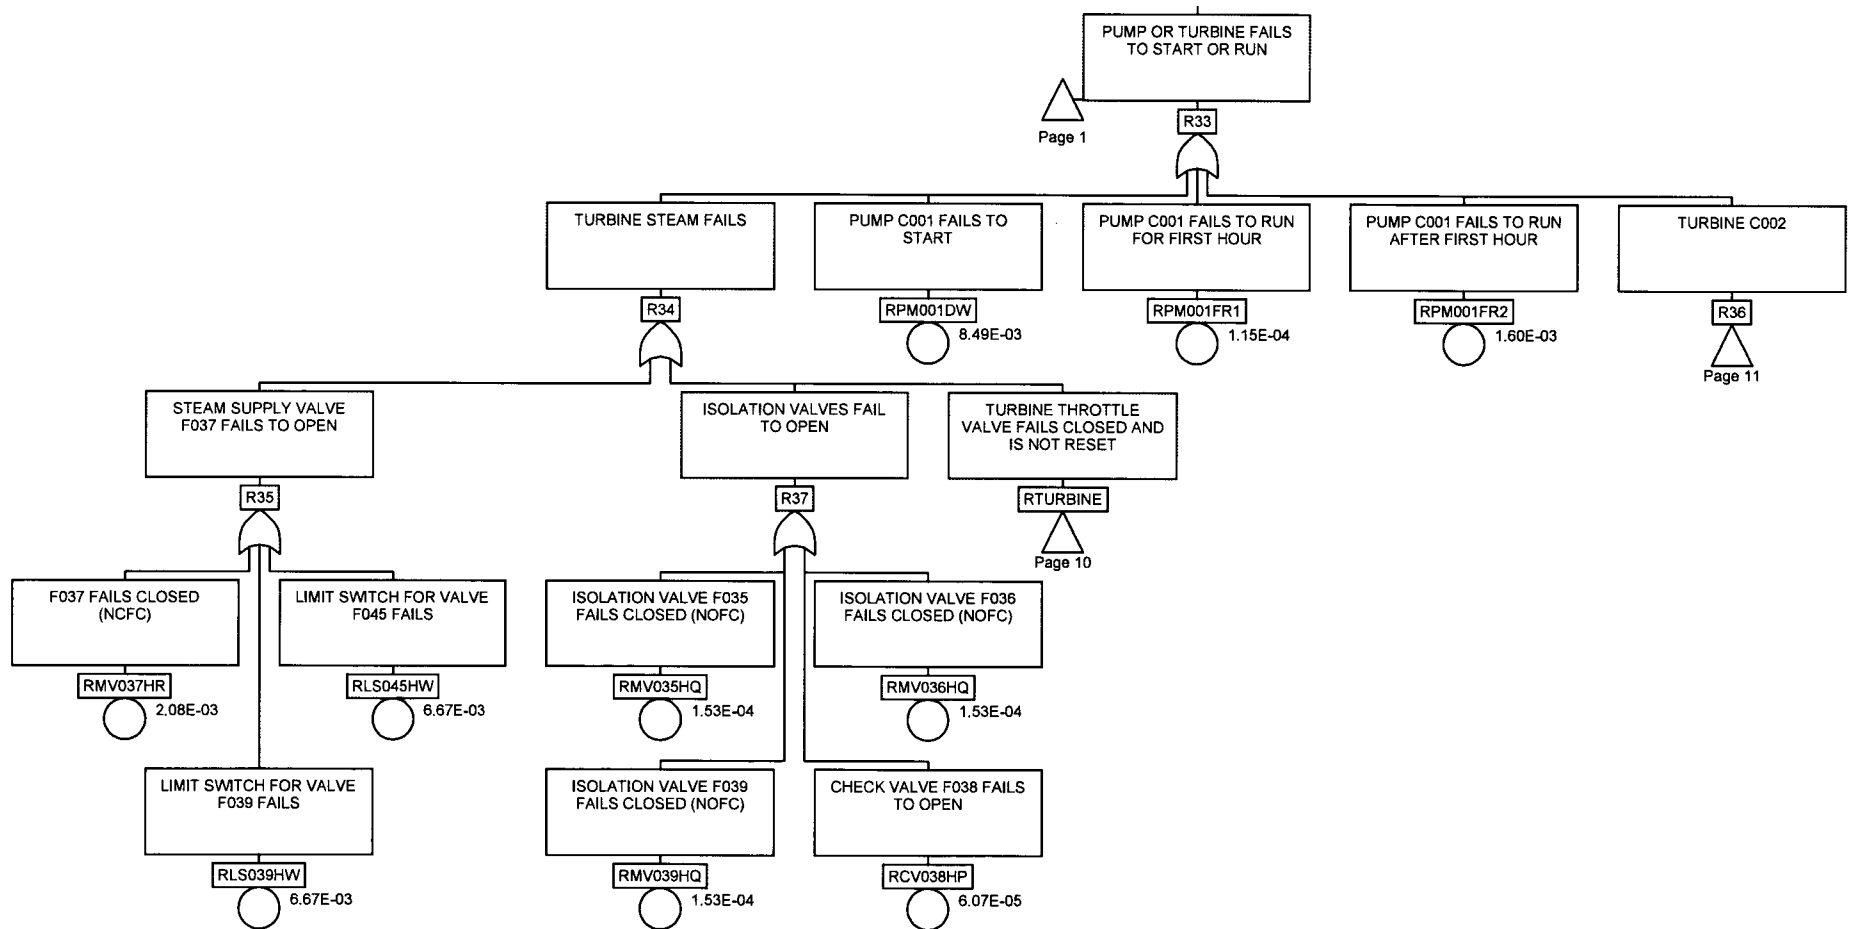 PUMP OR TURBINE FAILS
TO START OR RUN
Page 1
R33
TURBINE STEAM FAILS
R34
PUMP C001 FAILS TO
START
RPM001DW
8.49E-03
PUMP C001 FAILS TO RUN
FOR FIRST HOUR
RPM001FR1
1.15E-04
PUMP C001 FAILS TO RUN
AFTER FIRST HOUR
RPM001FR2
1.60E-03
TURBINE C002
R36
Page 11
STEAM SUPPLY VALVE
F037 FAILS TO OPEN
R35
ISOLATION VALVES FAIL
TO OPEN
R37
TURBINE THROTTLE
VALVE FAILS CLOSED AND
IS NOT RESET
RTURBINE
Page 10
F037 FAILS CLOSED
(NCFC)
RMV037HR
2.08E-03
LIMIT SWITCH FOR VALVE
F045 FAILS
RLS045HW
6.67E-03
ISOLATION VALVE F035
FAILS CLOSED (NOFC)
RMV035HQ
1.53E-04
ISOLATION VALVE F036
FAILS CLOSED (NOFC)
RMV036HQ
1.53E-04
LIMIT SWITCH FOR VALVE
F039 FAILS
RLS039HW
6.67E-03
ISOLATION VALVE F039
FAILS CLOSED (NOFC)
RMV039HQ
1.53E-04
CHECK VALVE F038 FAILS
TO OPEN
RCV038HP
6.07E-05